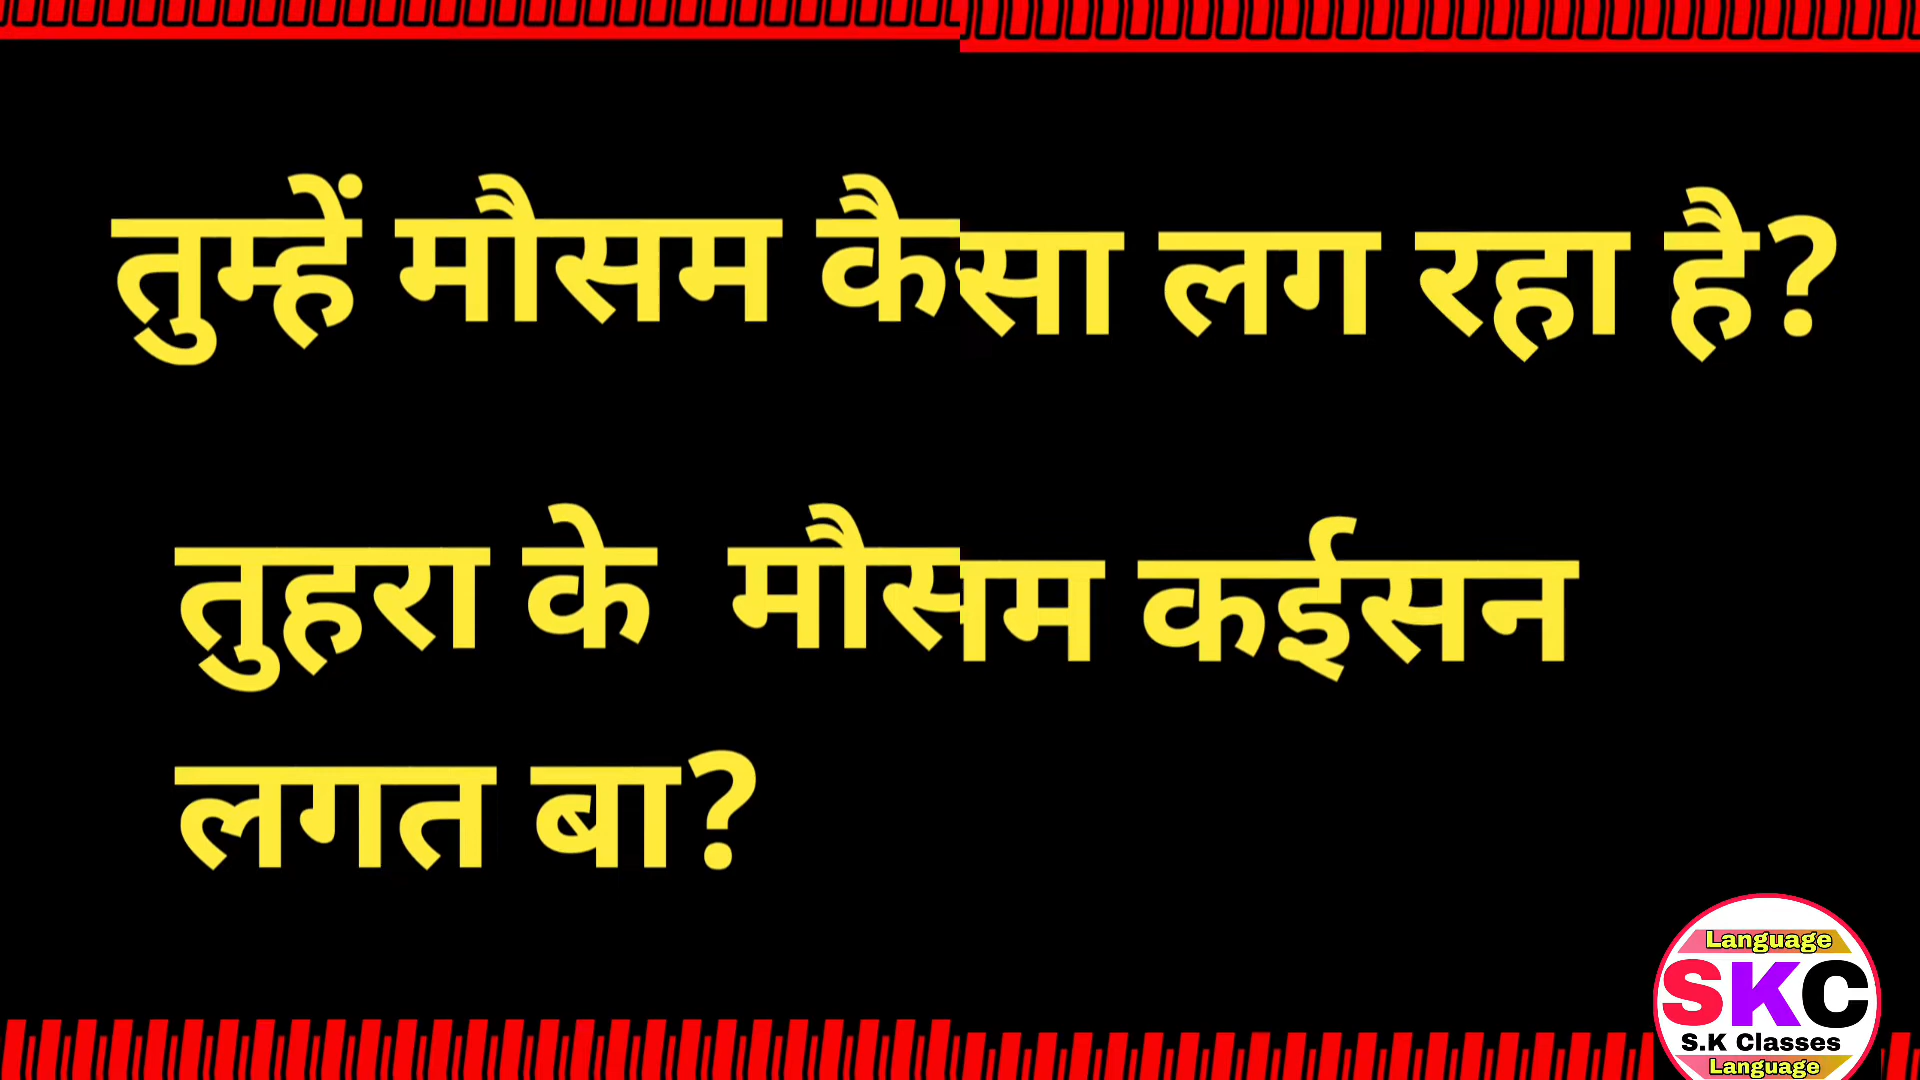 तुम्हें मौसम कैसा लग रहा है?
तुहरा के मौसम कईसन
लगत बा?
Language
SKC
S.K Classes
Language